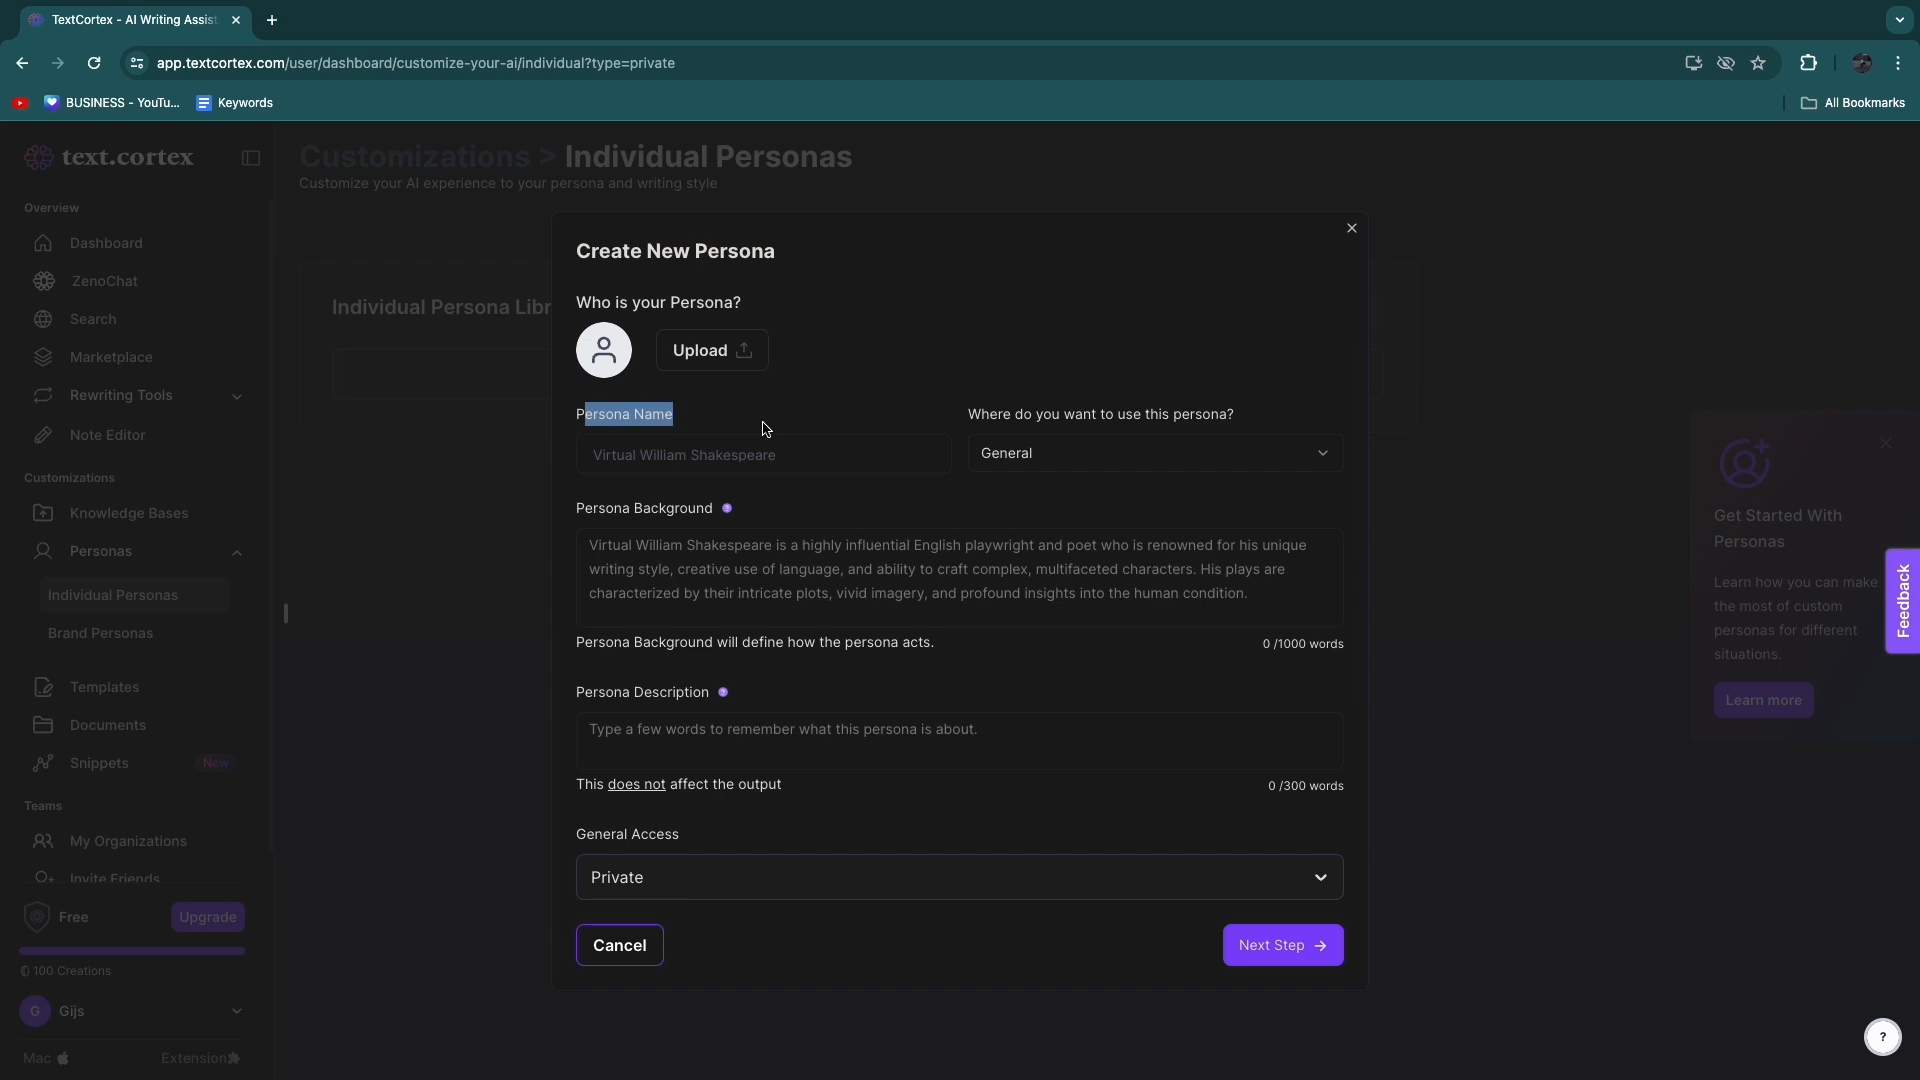 TextCortex - AI Writing Assist
app.textcortex.com/user/dashboard/customize-your-ai/individual?type=private
BUSINESS - YouTu...
Keywords
All Bookmarks
text.cortex
Overview
Dashboard
ZenoChat
Search
Marketplace
Rewriting Tools
Note Editor
Customizations
Knowledge Bases
Personas
Individual Personas
Brand Personas
Templates
Documents
Snippets New
Teams
My Organizations
Invite Friends
Free Upgrade
100 Creations
G Gijs
Mac Extension
Customizations > Individual Personas
Customize your AI experience to your persona and writing style
Individual Persona Libr
Create New Persona
Who is your Persona?
Upload
Persona Name
Virtual William Shakespeare
Where do you want to use this persona?
General
Persona Background ?
Virtual William Shakespeare is a highly influential English playwright and poet who is renowned for his unique
writing style, creative use of language, and ability to craft complex, multifaceted characters. His plays are
characterized by their intricate plots, vivid imagery, and profound insights into the human condition.
Persona Background will define how the persona acts.
0 /1000 words
Persona Description ?
Type a few words to remember what this persona is about.
This does not affect the output
0 /300 words
General Access
Private
Cancel
Next Step →
Get Started With
Personas
Learn how you can make
the most of custom
personas for different
situations.
Learn more
Feedback
?